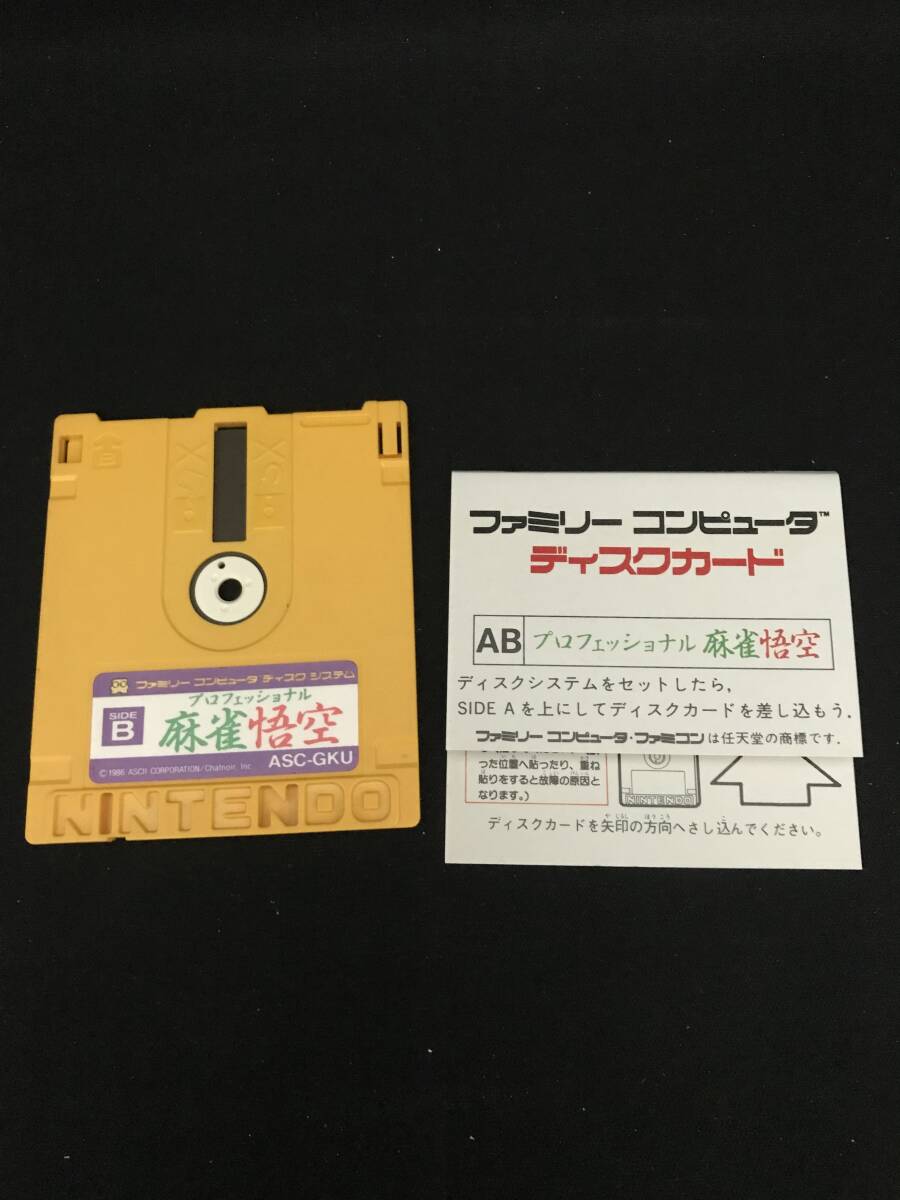 ファミリー コンピュータ ディスク システム
プロフェッショナル
SIDE
B
麻雀悟空
©1986 ASCII CORPORATION/Chatnoir, Inc
ASC-GKU
NINTENDO
ファミリー コンピュータ™
ディスクカード
AB プロフェッショナル 麻雀悟空
ディスクシステムをセットしたら,
SIDE Aを上にしてディスクカードを差し込もう.
ファミリー コンピュータ・ファミコンは任天堂の商標です.
った位置へ貼ったり、重ね
貼りをすると故障の原因と
なります。)
NINTENDO
ディスクカードを矢印の方向へさし込んでください。